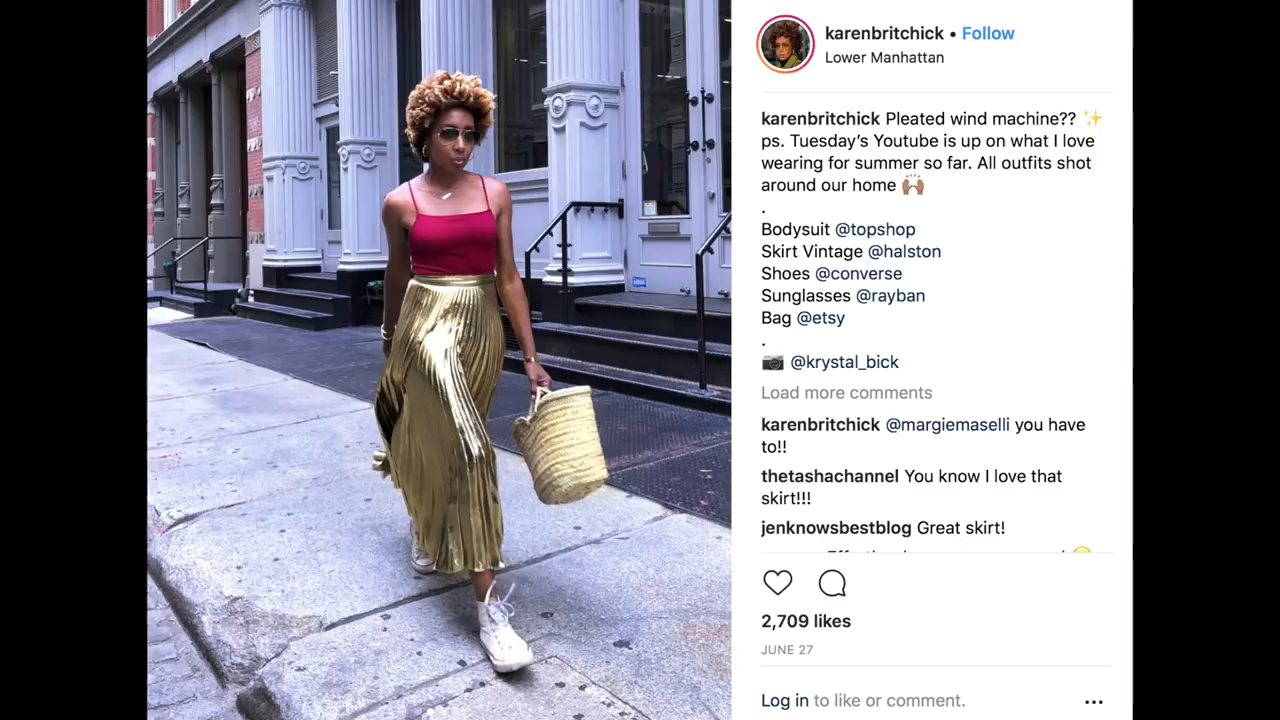 karenbritchick • Follow
Lower Manhattan
karenbritchick Pleated wind machine?? ✨
ps. Tuesday's Youtube is up on what I love
wearing for summer so far. All outfits shot
around our home 🙌🏽
.
Bodysuit @topshop
Skirt Vintage @halston
Shoes @converse
Sunglasses @rayban
Bag @etsy
.
📷 @krystal_bick
Load more comments
karenbritchick @margiemaselli you have
to!!
thetashachannel You know I love that
skirt!!!
jenknowsbestblog Great skirt!
2,709 likes
JUNE 27
Log in to like or comment.